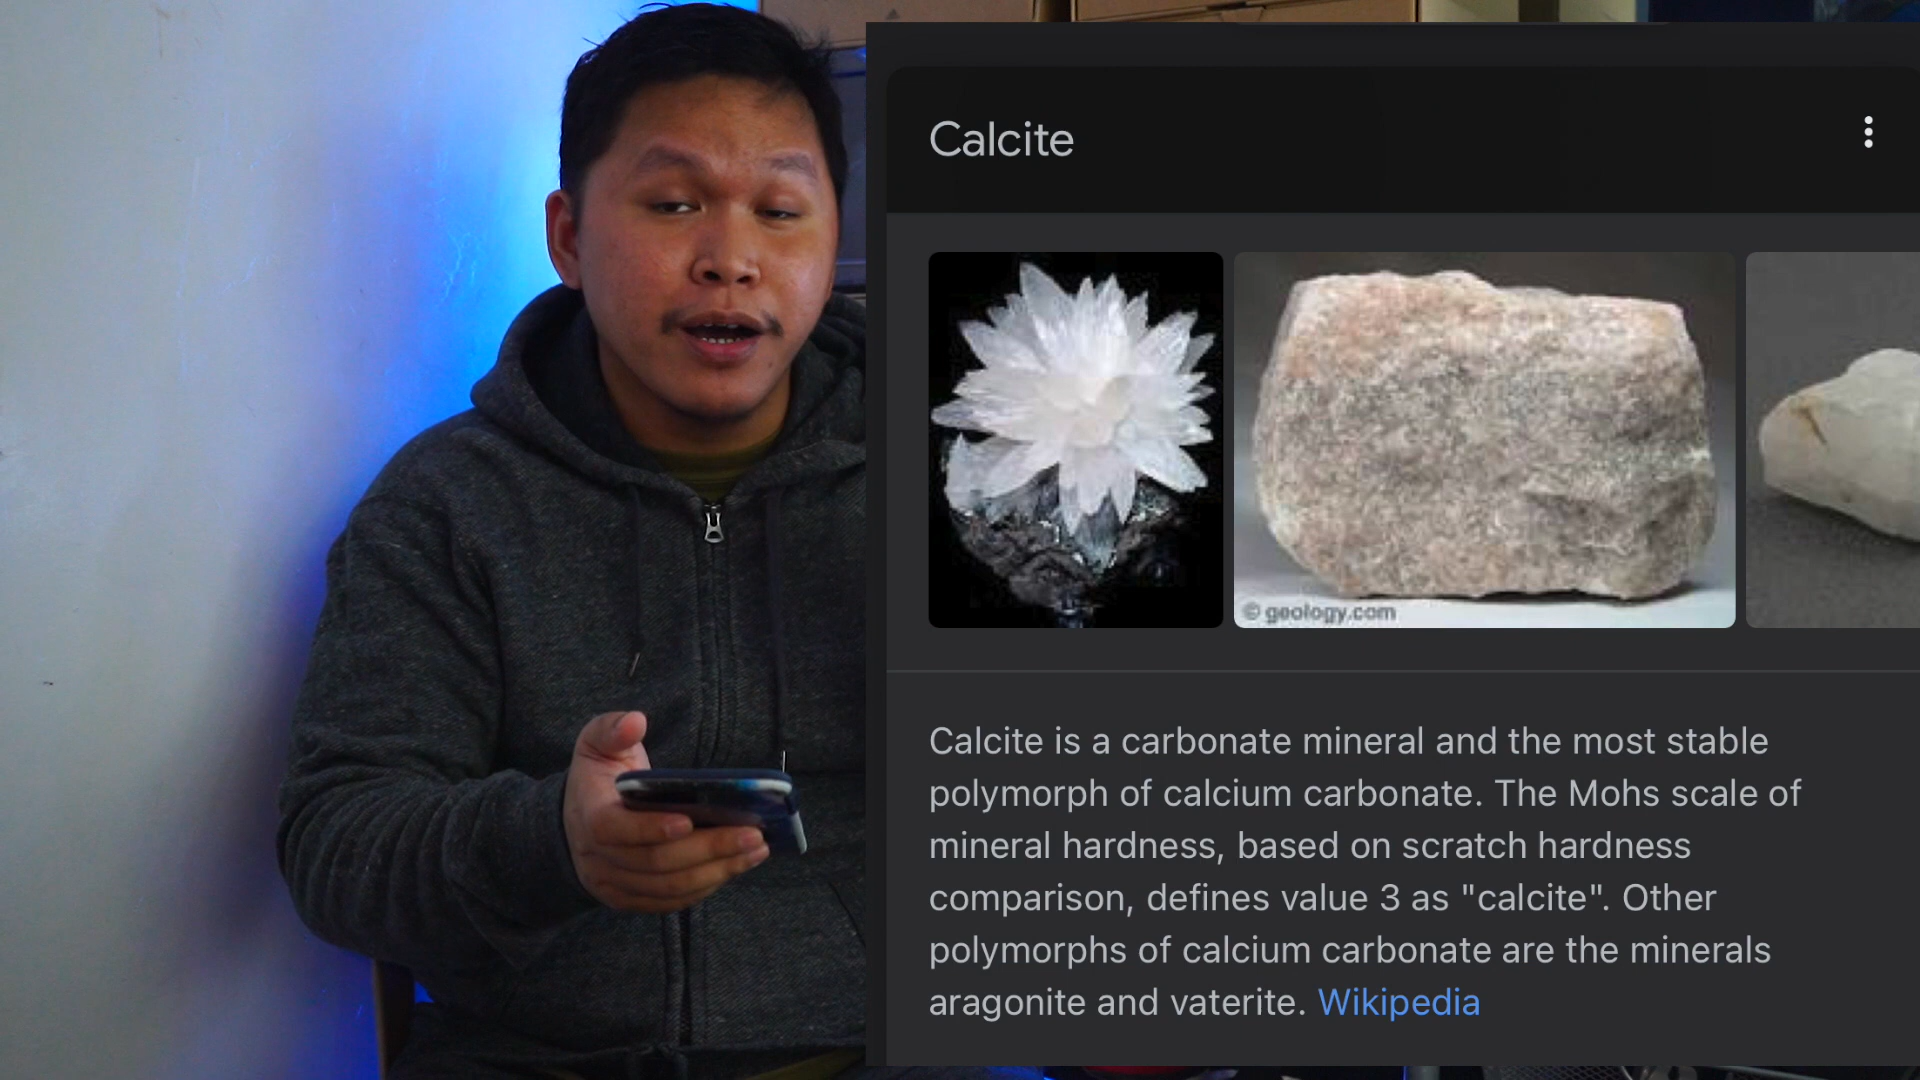 Calcite
© geology.com
Calcite is a carbonate mineral and the most stable
polymorph of calcium carbonate. The Mohs scale of
mineral hardness, based on scratch hardness
comparison, defines value 3 as "calcite". Other
polymorphs of calcium carbonate are the minerals
aragonite and vaterite. Wikipedia